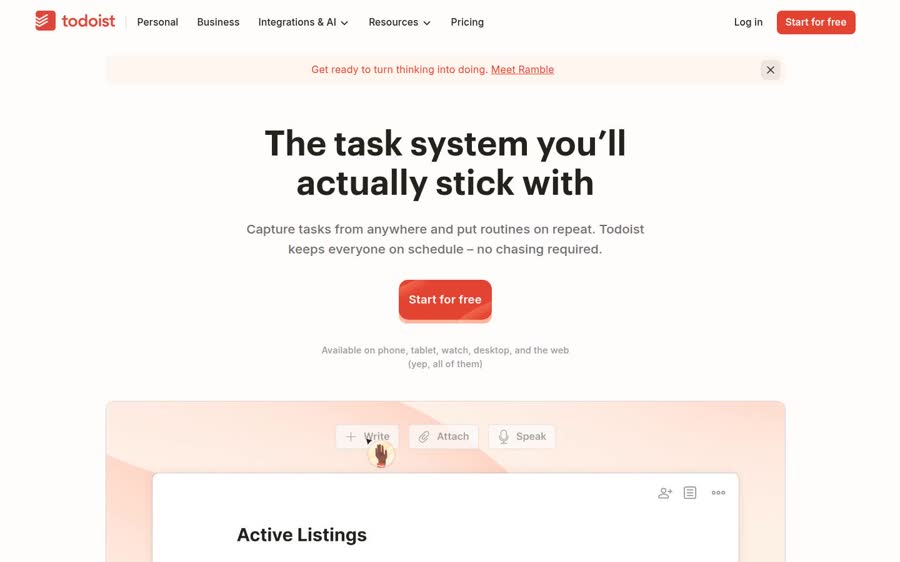 todoist
Personal
Business
Integrations & AI
Resources
Pricing
Log in
Start for free
Get ready to turn thinking into doing. Meet Ramble
The task system you’ll
actually stick with
Capture tasks from anywhere and put routines on repeat. Todoist
keeps everyone on schedule – no chasing required.
Start for free
Available on phone, tablet, watch, desktop, and the web
(yep, all of them)
Write
Attach
Speak
Active Listings